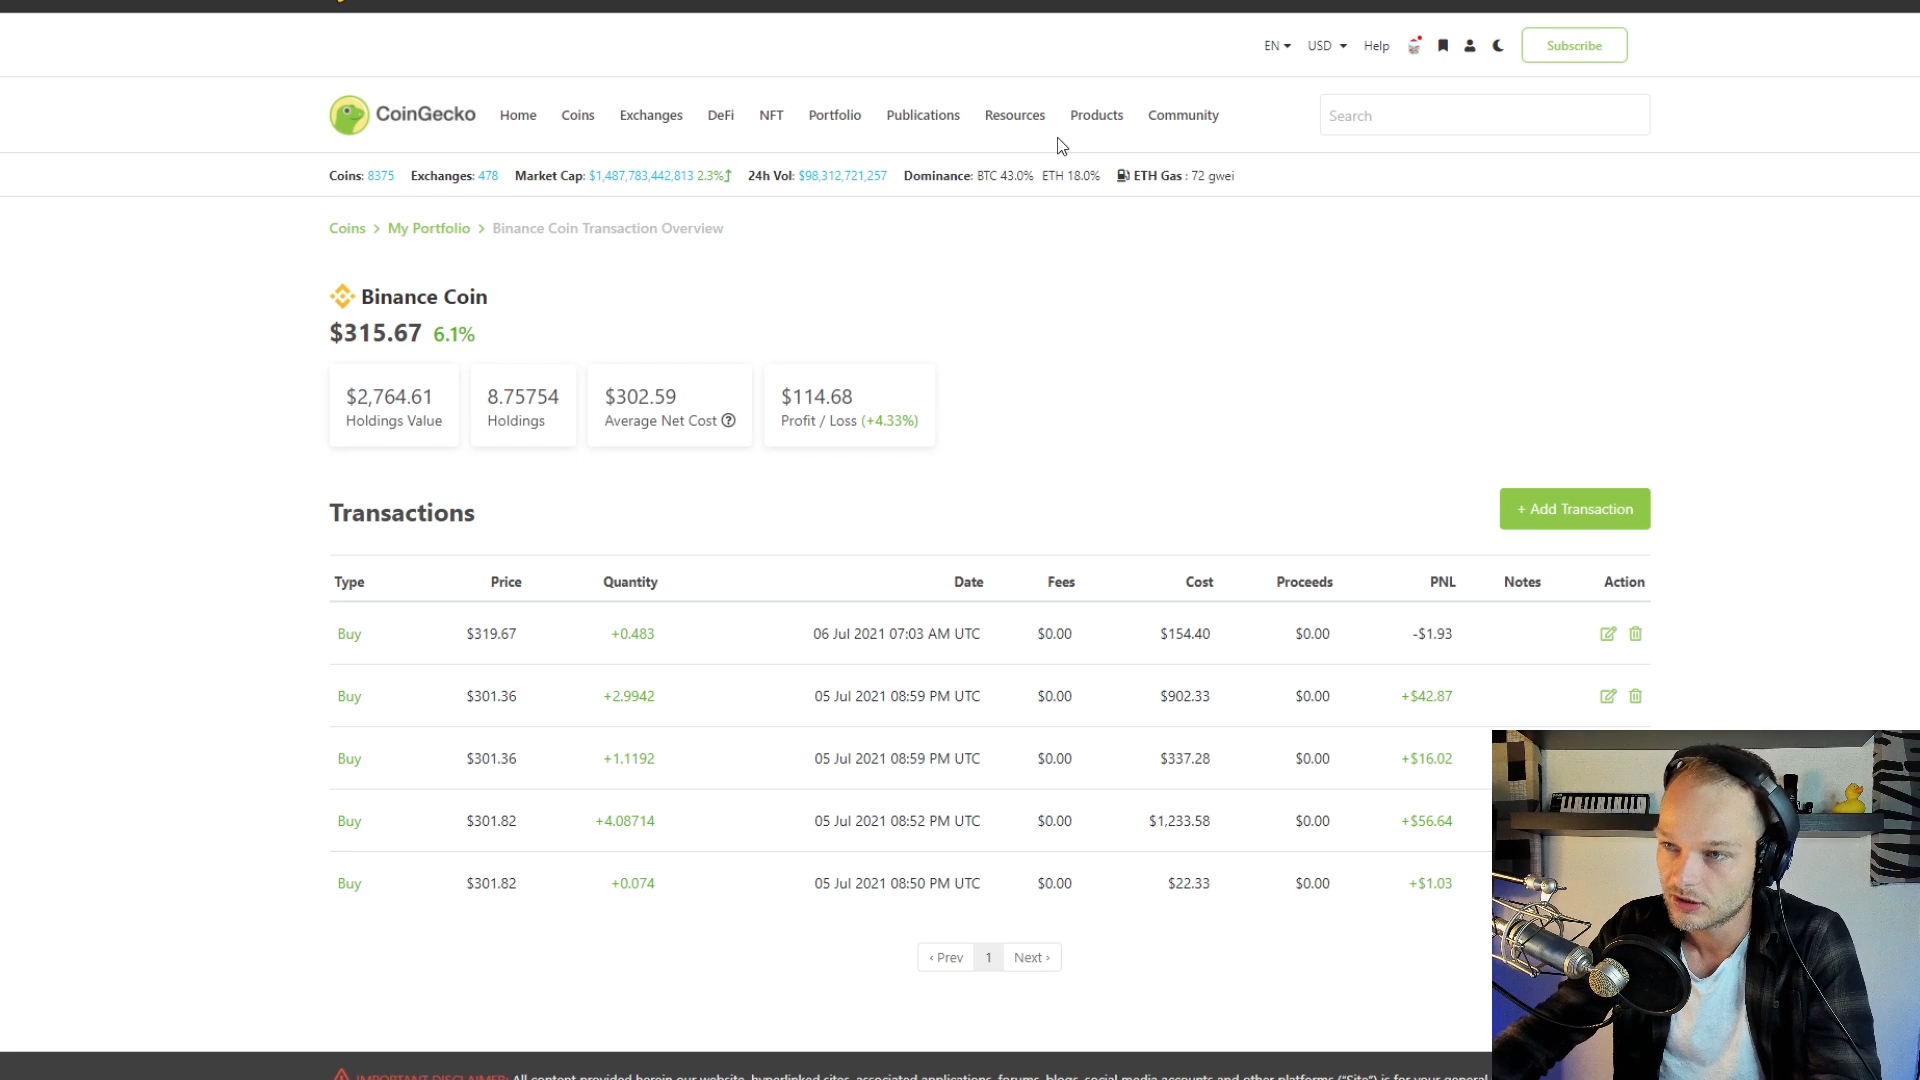 EN USD Help Subscribe
CoinGecko Home Coins Exchanges DeFi NFT Portfolio Publications Resources Products Community Search
Coins: 8375 Exchanges: 478 Market Cap: $1,487,783,442,813 2.3% 24h Vol: $98,312,721,257 Dominance: BTC 43.0% ETH 18.0% ETH Gas : 72 gwei
Coins > My Portfolio > Binance Coin Transaction Overview
Binance Coin
$315.67 6.1%
$2,764.61 8.75754 $302.59 $114.68
Holdings Value Holdings Average Net Cost ? Profit / Loss (+4.33%)
Transactions + Add Transaction
Type Price Quantity Date Fees Cost Proceeds PNL Notes Action
Buy $319.67 +0.483 06 Jul 2021 07:03 AM UTC $0.00 $154.40 $0.00 -$1.93
Buy $301.36 +2.9942 05 Jul 2021 08:59 PM UTC $0.00 $902.33 $0.00 +$42.87
Buy $301.36 +1.1192 05 Jul 2021 08:59 PM UTC $0.00 $337.28 $0.00 +$16.02
Buy $301.82 +4.08714 05 Jul 2021 08:52 PM UTC $0.00 $1,233.58 $0.00 +$56.64
Buy $301.82 +0.074 05 Jul 2021 08:50 PM UTC $0.00 $22.33 $0.00 +$1.03
‹ Prev 1 Next ›
IMPORTANT DISCLAIMER: All content provided herein our website, hyperlinked sites, associated applications, forums, blogs, social media accounts and other platforms ("Site") is for your general